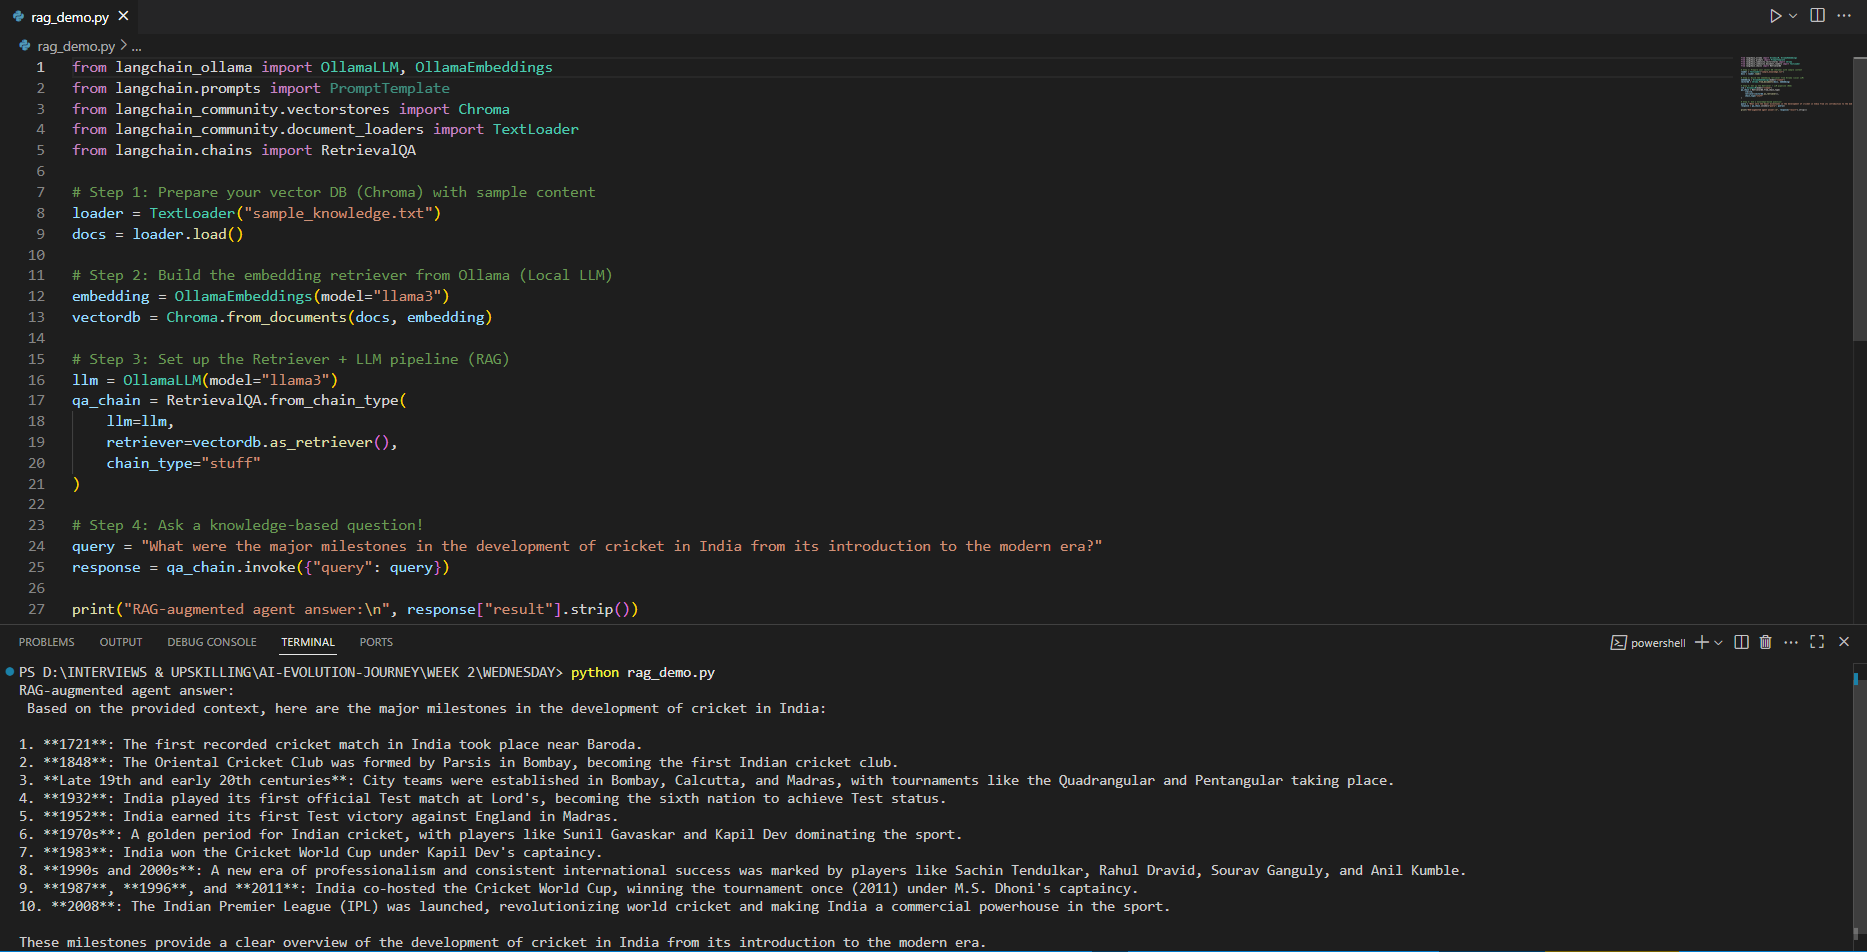 rag_demo.py
rag_demo.py > ...
1 from langchain_ollama import OllamaLLM, OllamaEmbeddings
2 from langchain.prompts import PromptTemplate
3 from langchain_community.vectorstores import Chroma
4 from langchain_community.document_loaders import TextLoader
5 from langchain.chains import RetrievalQA
6
7 # Step 1: Prepare your vector DB (Chroma) with sample content
8 loader = TextLoader("sample_knowledge.txt")
9 docs = loader.load()
10
11 # Step 2: Build the embedding retriever from Ollama (Local LLM)
12 embedding = OllamaEmbeddings(model="llama3")
13 vectordb = Chroma.from_documents(docs, embedding)
14
15 # Step 3: Set up the Retriever + LLM pipeline (RAG)
16 llm = OllamaLLM(model="llama3")
17 qa_chain = RetrievalQA.from_chain_type(
18     llm=llm,
19     retriever=vectordb.as_retriever(),
20     chain_type="stuff"
21 )
22
23 # Step 4: Ask a knowledge-based question!
24 query = "What were the major milestones in the development of cricket in India from its introduction to the modern era?"
25 response = qa_chain.invoke({"query": query})
26
27 print("RAG-augmented agent answer:\n", response["result"].strip())
PROBLEMS OUTPUT DEBUG CONSOLE TERMINAL PORTS powershell
PS D:\INTERVIEWS & UPSKILLING\AI-EVOLUTION-JOURNEY\WEEK 2\WEDNESDAY> python rag_demo.py
RAG-augmented agent answer:
Based on the provided context, here are the major milestones in the development of cricket in India:
1. **1721**: The first recorded cricket match in India took place near Baroda.
2. **1848**: The Oriental Cricket Club was formed by Parsis in Bombay, becoming the first Indian cricket club.
3. **Late 19th and early 20th centuries**: City teams were established in Bombay, Calcutta, and Madras, with tournaments like the Quadrangular and Pentangular taking place.
4. **1932**: India played its first official Test match at Lord's, becoming the sixth nation to achieve Test status.
5. **1952**: India earned its first Test victory against England in Madras.
6. **1970s**: A golden period for Indian cricket, with players like Sunil Gavaskar and Kapil Dev dominating the sport.
7. **1983**: India won the Cricket World Cup under Kapil Dev's captaincy.
8. **1990s and 2000s**: A new era of professionalism and consistent international success was marked by players like Sachin Tendulkar, Rahul Dravid, Sourav Ganguly, and Anil Kumble.
9. **1987**, **1996**, and **2011**: India co-hosted the Cricket World Cup, winning the tournament once (2011) under M.S. Dhoni's captaincy.
10. **2008**: The Indian Premier League (IPL) was launched, revolutionizing world cricket and making India a commercial powerhouse in the sport.
These milestones provide a clear overview of the development of cricket in India from its introduction to the modern era.